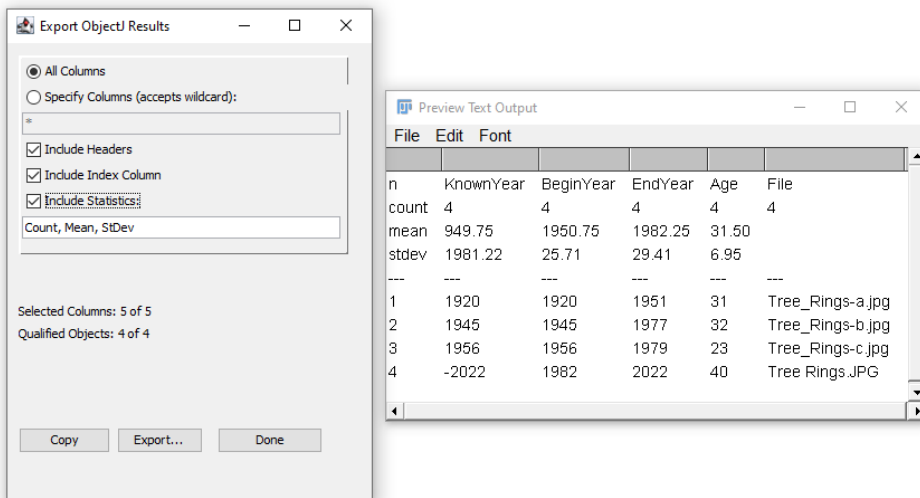 Export ObjectJ Results
All Columns
Specify Columns (accepts wildcard):
*
Include Headers
Include Index Column
Include Statistics:
Count, Mean, StDev
Selected Columns: 5 of 5
Qualified Objects: 4 of 4
Copy Export... Done
Preview Text Output
File Edit Font
n KnownYear BeginYear EndYear Age File
count 4 4 4 4 4
mean 949.75 1950.75 1982.25 31.50
stdev 1981.22 25.71 29.41 6.95
--- --- --- --- --- ---
1 1920 1920 1951 31 Tree_Rings-a.jpg
2 1945 1945 1977 32 Tree_Rings-b.jpg
3 1956 1956 1979 23 Tree_Rings-c.jpg
4 -2022 1982 2022 40 Tree Rings.JPG